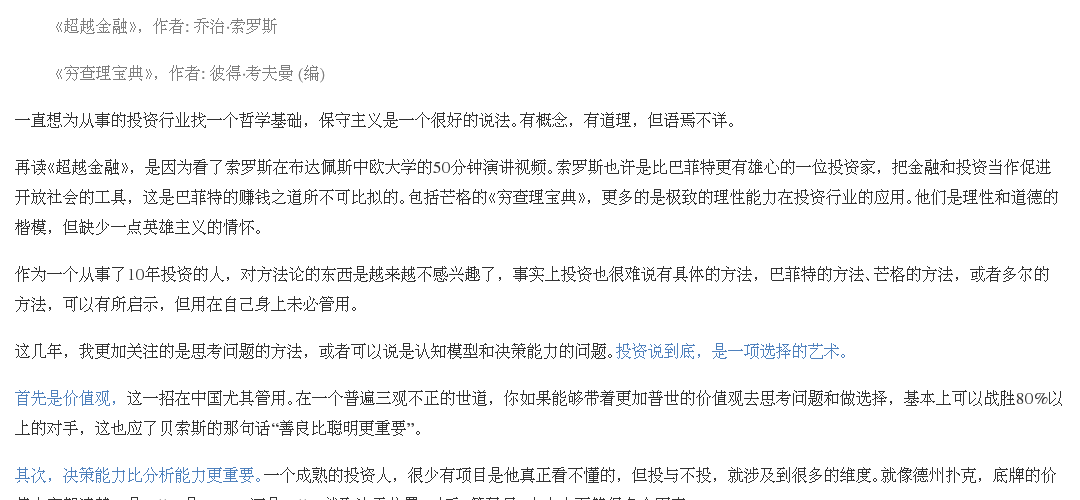 《超越金融》，作者: 乔治·索罗斯
《穷查理宝典》，作者: 彼得·考夫曼 (编)
一直想为从事的投资行业找一个哲学基础，保守主义是一个很好的说法。有概念，有道理，但语焉不详。
再读《超越金融》，是因为看了索罗斯在布达佩斯中欧大学的50分钟演讲视频。索罗斯也许是比巴菲特更有雄心的一位投资家，把金融和投资当作促进
开放社会的工具，这是巴菲特的赚钱之道所不可比拟的。包括芒格的《穷查理宝典》，更多的是极致的理性能力在投资行业的应用。他们是理性和道德的
楷模，但缺少一点英雄主义的情怀。
作为一个从事了10年投资的人，对方法论的东西是越来越不感兴趣了，事实上投资也很难说有具体的方法，巴菲特的方法、芒格的方法，或者多尔的
方法，可以有所启示，但用在自己身上未必管用。
这几年，我更加关注的是思考问题的方法，或者可以说是认知模型和决策能力的问题。投资说到底，是一项选择的艺术。
首先是价值观，这一招在中国尤其管用。在一个普遍三观不正的世道，你如果能够带着更加普世的价值观去思考问题和做选择，基本上可以战胜80%以
上的对手，这也应了贝索斯的那句话“善良比聪明更重要”。
其次，决策能力比分析能力更重要。一个成熟的投资人，很少有项目是他真正看不懂的，但投与不投，就涉及到很多的维度。就像德州扑克，底牌的价